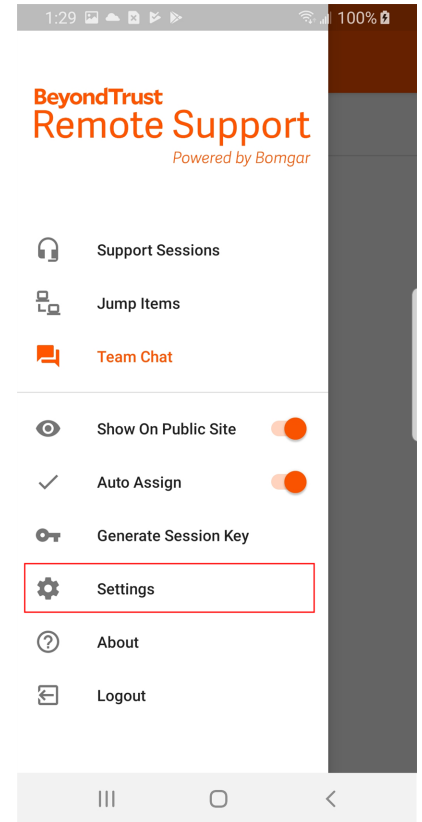 1:29
100%
BeyondTrust
Remote Support
Powered by Bomgar
Support Sessions
Jump Items
Team Chat
Show On Public Site
Auto Assign
Generate Session Key
Settings
About
Logout